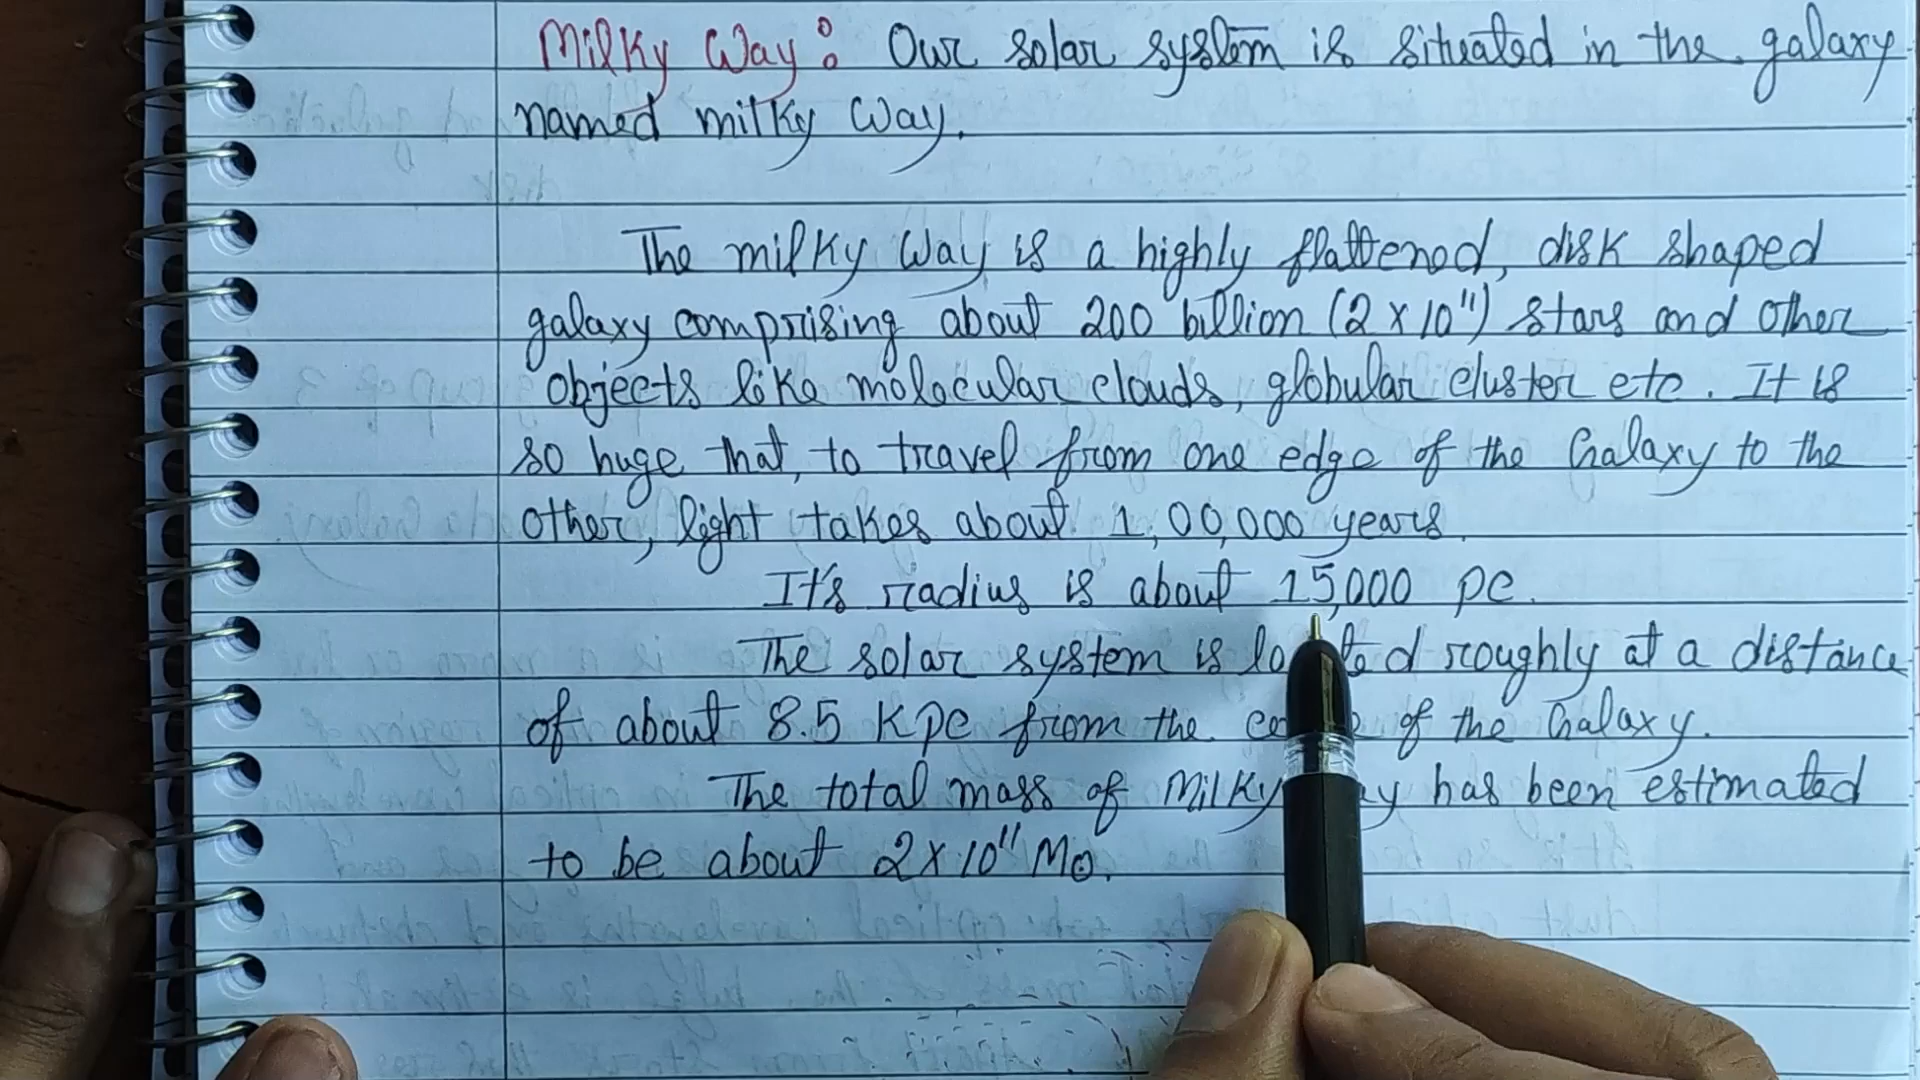 Milky Way: Our solar system is situated in the galaxy
named milky Way.
The milky Way is a highly flattened, disk shaped
galaxy comprising about 200 billion (2 x 10¹¹) stars and other
objects like molecular clouds, globular cluster etc. It is
so huge that, to travel from one edge of the Galaxy to the
other, light takes about 1,00,000 years.
It's radius is about 15,000 pc.
The solar system is roughly at a distance
of about 8.5 Kpc from the of the Galaxy.
The total mass of Milky has been estimated
to be about 2 x 10¹¹ M⊙.